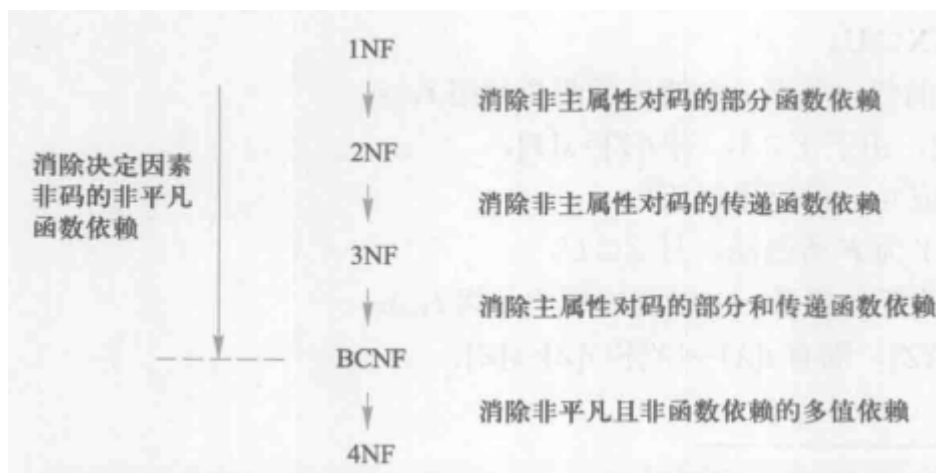 1NF
消除非主属性对码的部分函数依赖
2NF
消除决定因素
非码的非平凡
函数依赖
消除非主属性对码的传递函数依赖
3NF
消除主属性对码的部分和传递函数依赖
BCNF
消除非平凡且非函数依赖的多值依赖
4NF